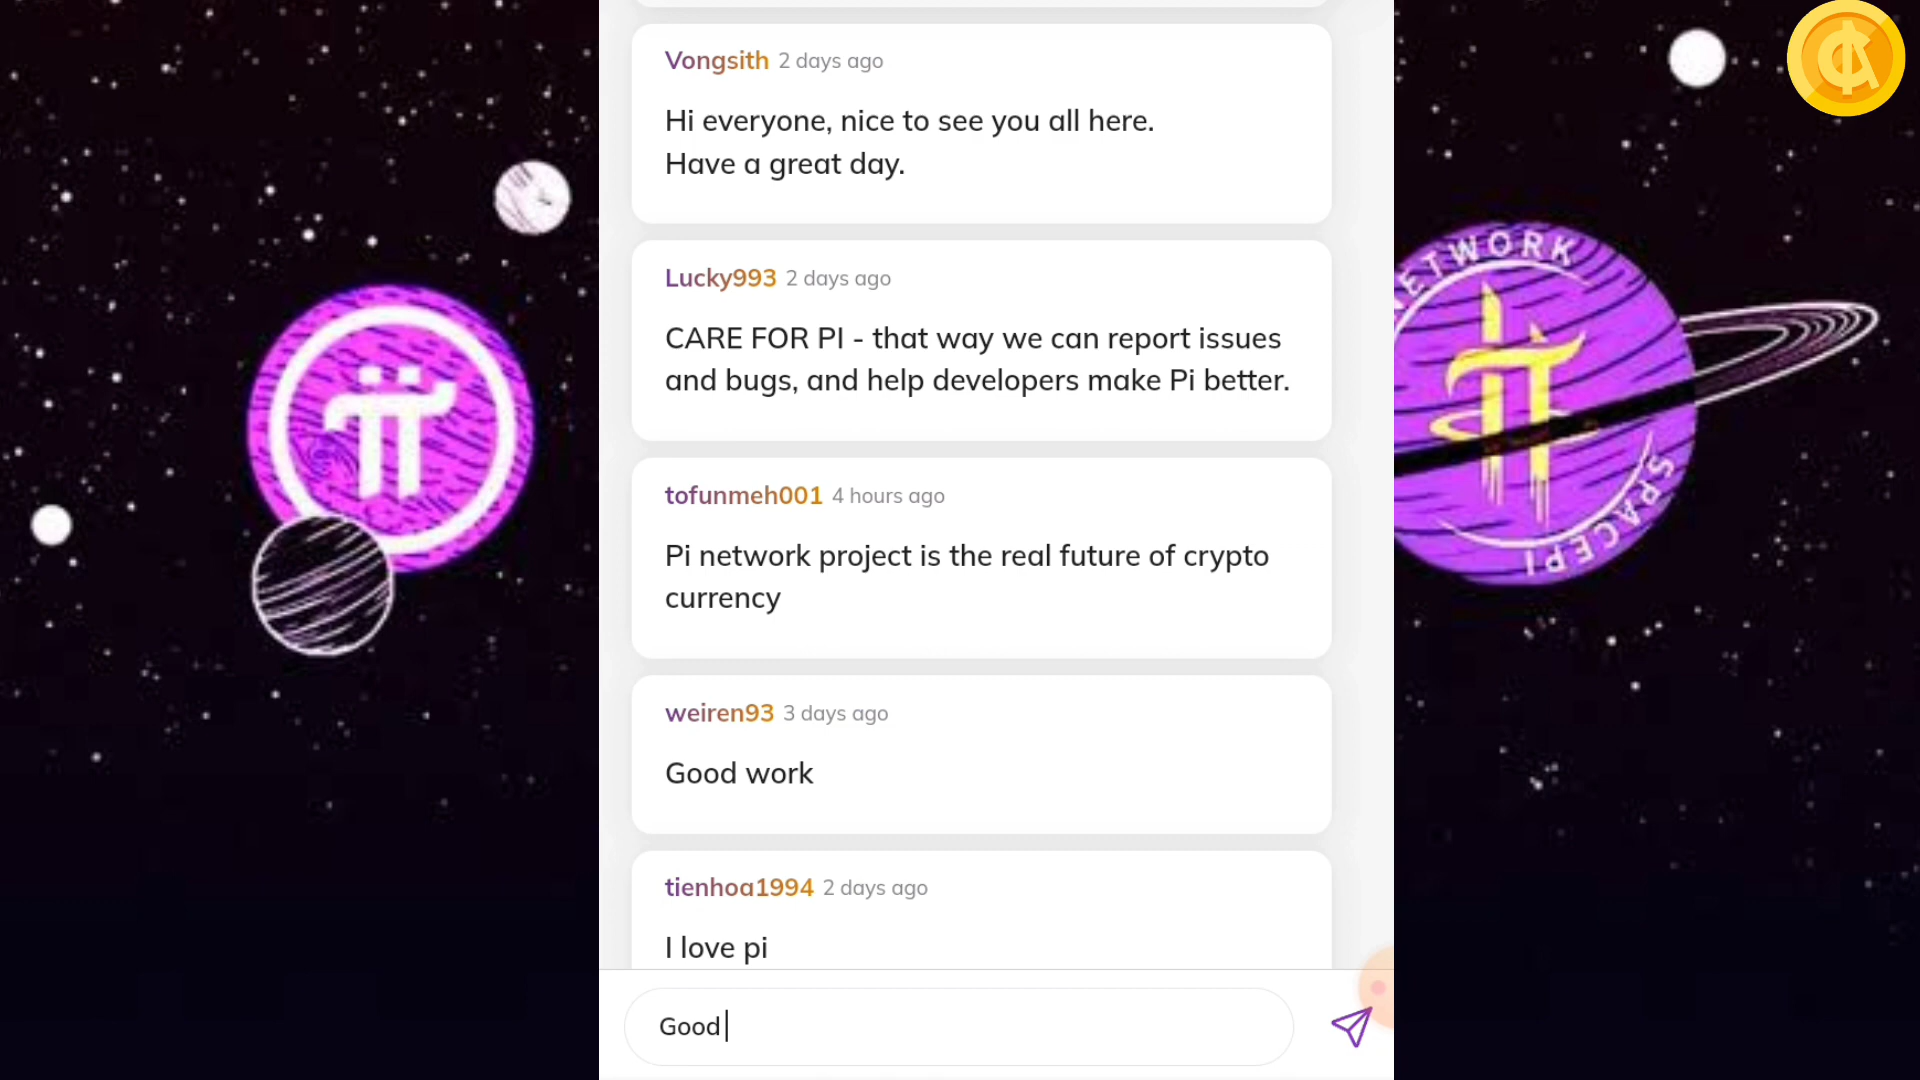 Vongsith 2 days ago
Hi everyone, nice to see you all here.
Have a great day.
Lucky993 2 days ago
CARE FOR PI - that way we can report issues
and bugs, and help developers make Pi better.
tofunmeh001 4 hours ago
Pi network project is the real future of crypto
currency
weiren93 3 days ago
Good work
tienhoa1994 2 days ago
I love pi
Good
NETWORK
SPACEPI